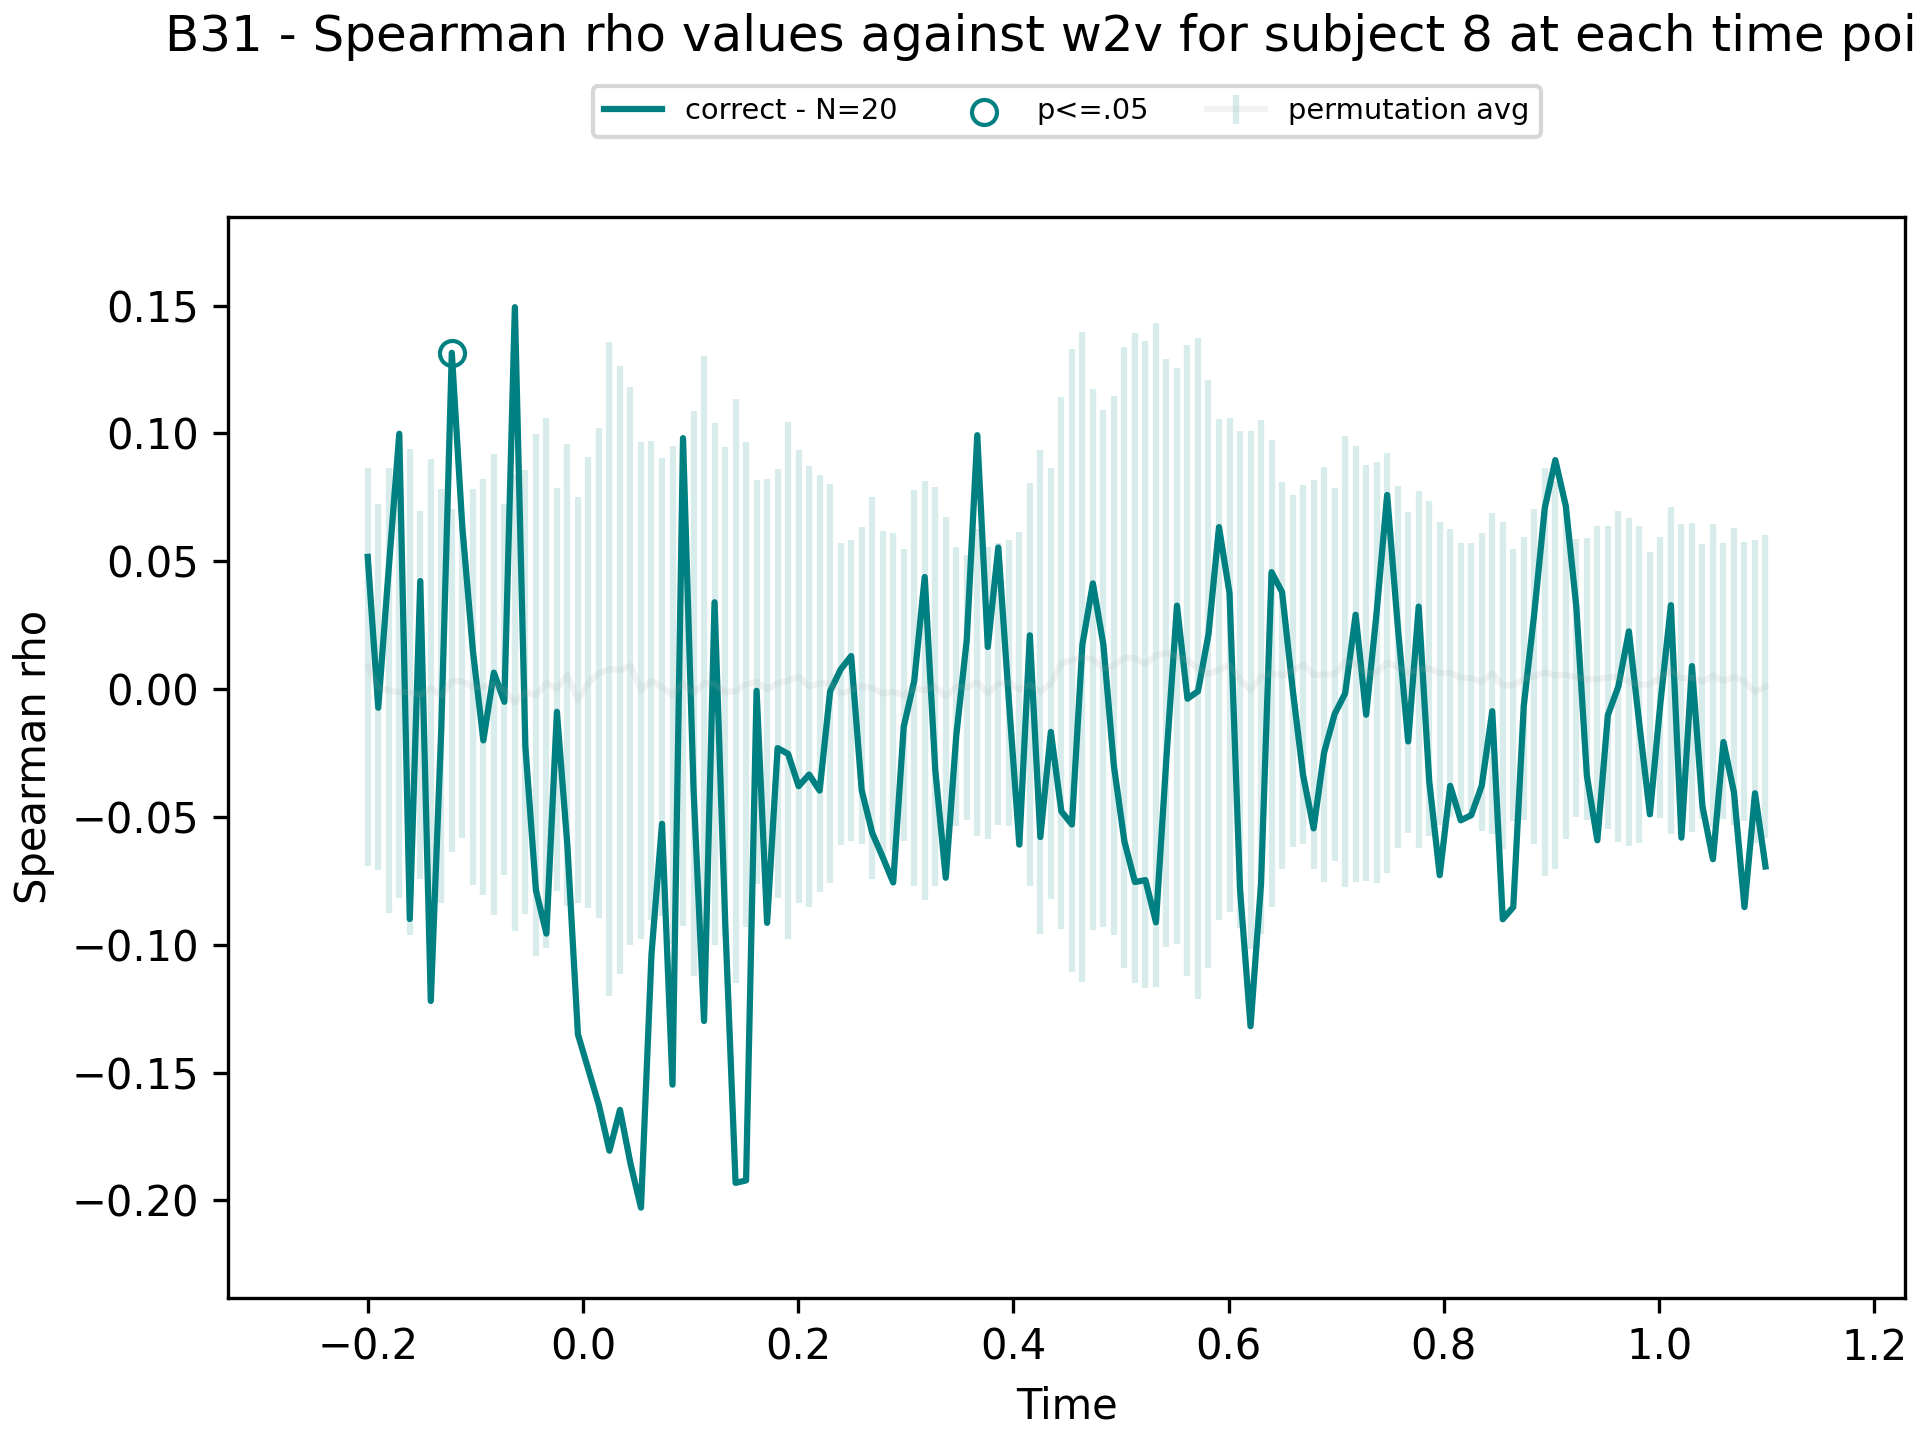 B31 - Spearman rho values against w2v for subject 8 at each time poi
correct - N=20 p<=.05 permutation avg
Spearman rho
0.15
0.10
0.05
0.00
−0.05
−0.10
−0.15
−0.20
−0.2 0.0 0.2 0.4 0.6 0.8 1.0 1.2
Time